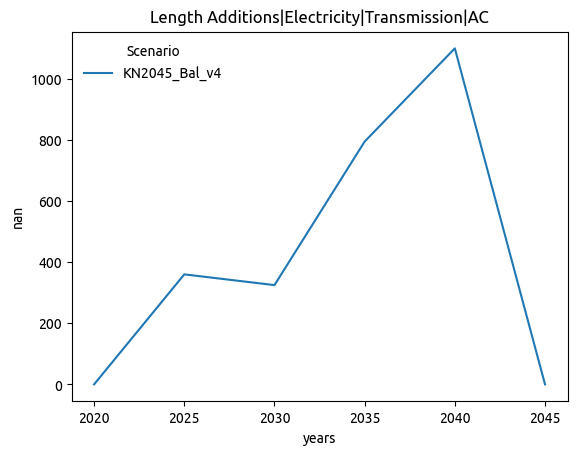 Length Additions|Electricity|Transmission|AC
Scenario
KN2045_Bal_v4
1000
800
600
400
200
0
nan
2020 2025 2030 2035 2040 2045
years